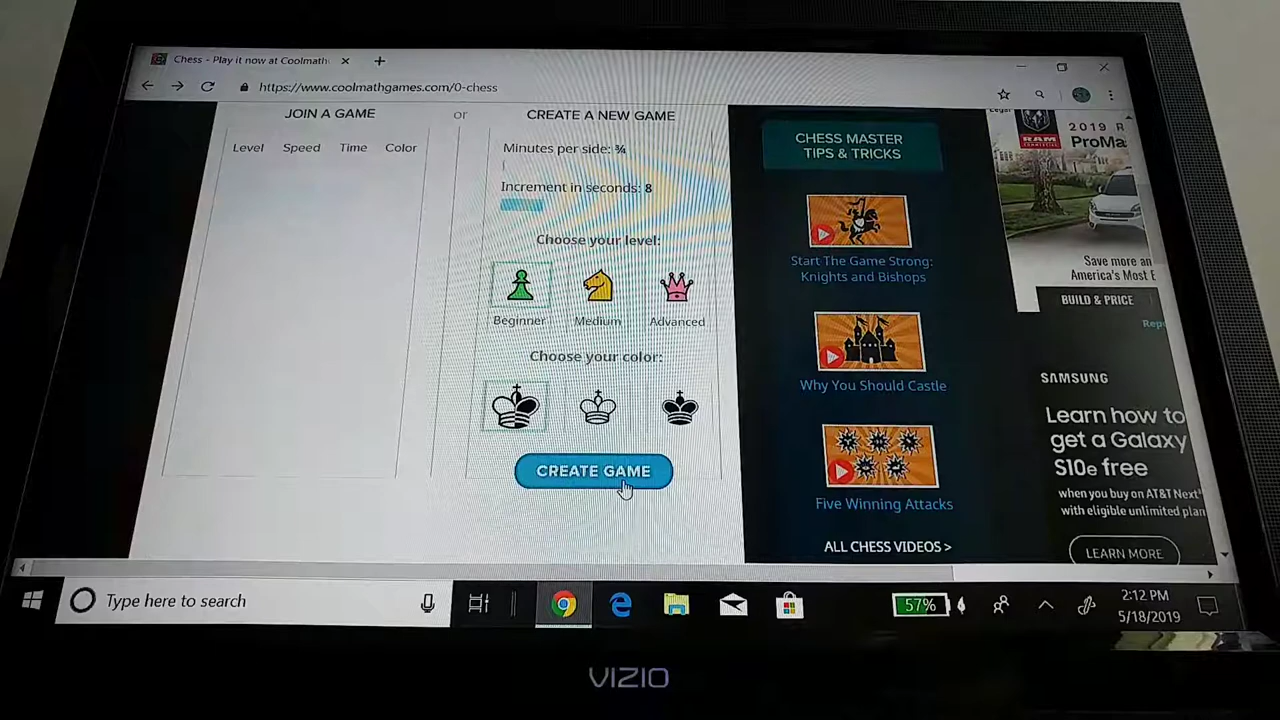 Chess - Play it now at Coolmath
https://www.coolmathgames.com/0-chess
JOIN A GAME
or
CREATE A NEW GAME
Level Speed Time Color
Minutes per side: ¾
Increment in seconds: 8
Choose your level:
Beginner Medium Advanced
Choose your color:
CREATE GAME
CHESS MASTER
TIPS & TRICKS
Start The Game Strong:
Knights and Bishops
Why You Should Castle
Five Winning Attacks
ALL CHESS VIDEOS >
Legal
RAM
2019 R
ProMa
Save more an
America's Most E
BUILD & PRICE
Repo
SAMSUNG
Learn how to
get a Galaxy
S10e free
when you buy on AT&T Next
with eligible unlimited plan
LEARN MORE
Type here to search
57%
2:12 PM
5/18/2019
VIZIO